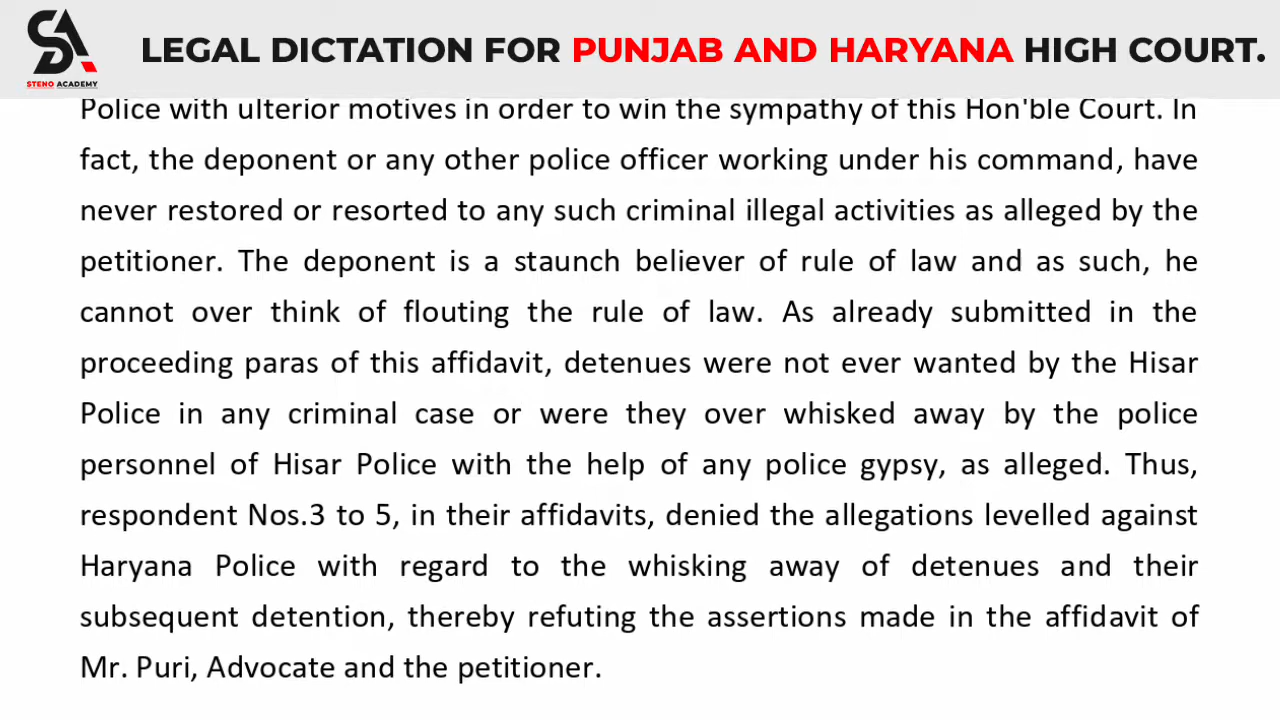 STENO ACADEMY
LEGAL DICTATION FOR PUNJAB AND HARYANA HIGH COURT.
Police with ulterior motives in order to win the sympathy of this Hon'ble Court. In
fact, the deponent or any other police officer working under his command, have
never restored or resorted to any such criminal illegal activities as alleged by the
petitioner. The deponent is a staunch believer of rule of law and as such, he
cannot over think of flouting the rule of law. As already submitted in the
proceeding paras of this affidavit, detenues were not ever wanted by the Hisar
Police in any criminal case or were they over whisked away by the police
personnel of Hisar Police with the help of any police gypsy, as alleged. Thus,
respondent Nos.3 to 5, in their affidavits, denied the allegations levelled against
Haryana Police with regard to the whisking away of detenues and their
subsequent detention, thereby refuting the assertions made in the affidavit of
Mr. Puri, Advocate and the petitioner.